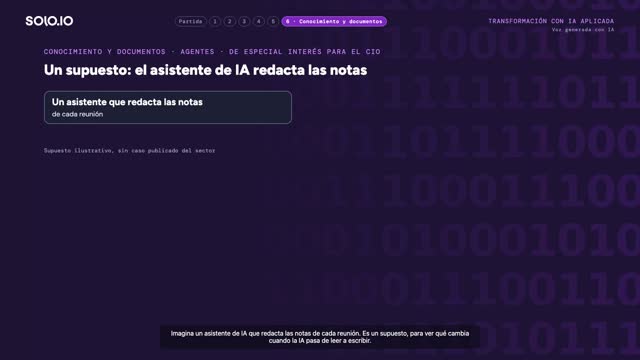 SOLO.IO
Partida 1 2 3 4 5 6 · Conocimiento y documentos
TRANSFORMACIÓN CON IA APLICADA
Voz generada con IA
CONOCIMIENTO Y DOCUMENTOS · AGENTES · DE ESPECIAL INTERÉS PARA EL CIO
Un supuesto: el asistente de IA redacta las notas
Un asistente que redacta las notas
de cada reunión
Supuesto ilustrativo, sin caso publicado del sector
Imagina un asistente de IA que redacta las notas de cada reunión. Es un supuesto, para ver qué cambia
cuando la IA pasa de leer a escribir.